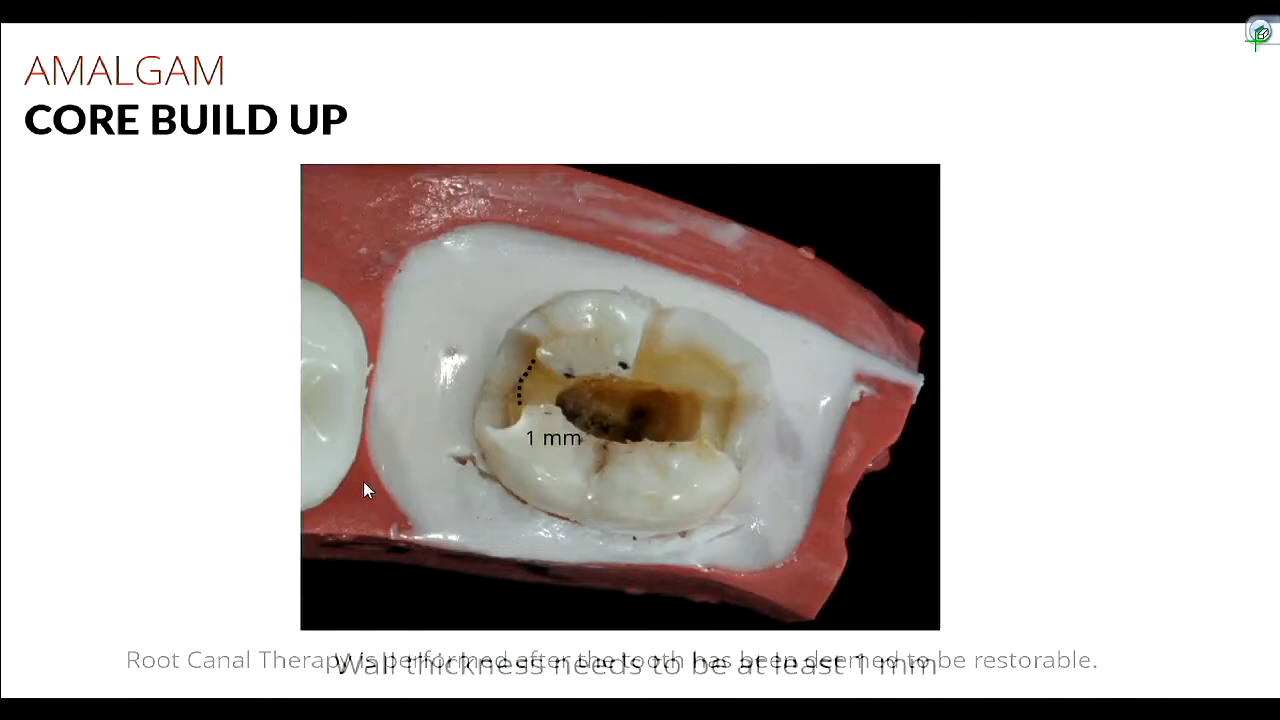 AMALGAM
CORE BUILD UP
1 mm
Root Canal Therapy is performed after the tooth has been deemed to be restorable.
Wall thickness needs to be at least 1 mm